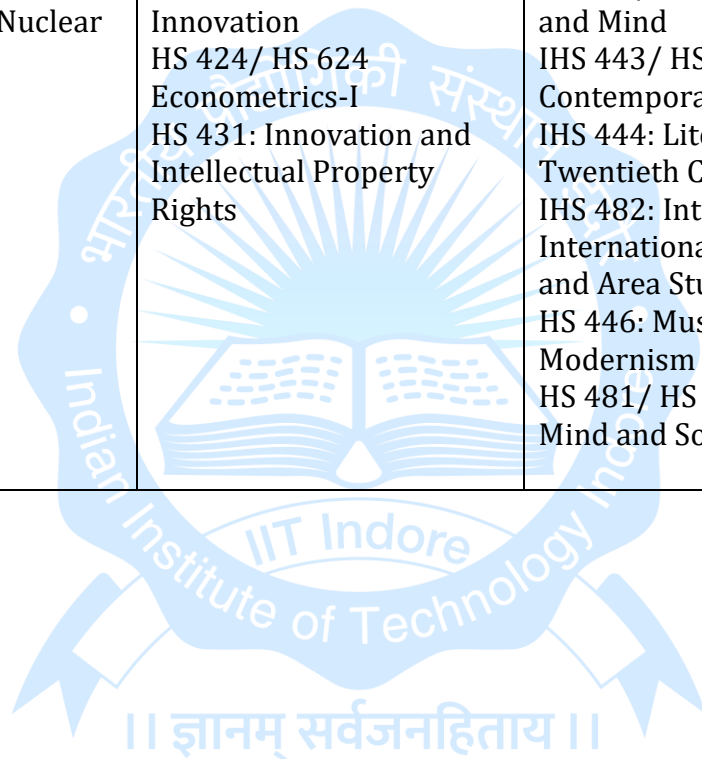 Nuclear
Innovation
HS 424/ HS 624
Econometrics-I
HS 431: Innovation and
Intellectual Property
Rights
and Mind
IHS 443/ HS
Contempora
IHS 444: Lit
Twentieth C
IHS 482: Int
Internationa
and Area Stu
HS 446: Mus
Modernism
HS 481/ HS
Mind and So
भारतीय प्रौद्योगिकी संस्थान इंदौर
Indian Institute of Technology Indore
IIT Indore
।। ज्ञानम् सर्वजनहिताय ।।